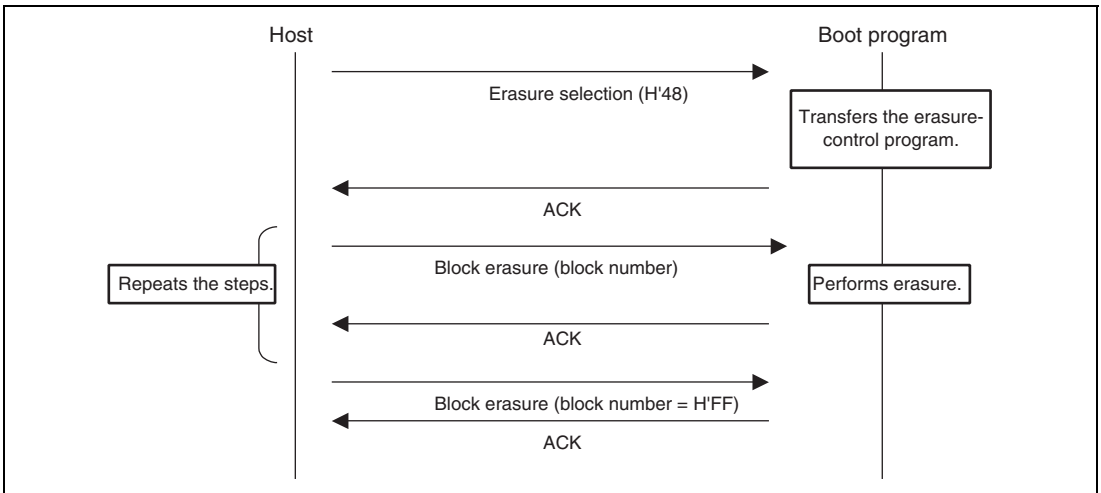 Host
Boot program
Erasure selection (H'48)
Transfers the erasure-
control program.
ACK
Block erasure (block number)
Repeats the steps.
Performs erasure.
ACK
Block erasure (block number = H'FF)
ACK